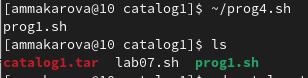 [ammakarova@10 catalog1]$ ~/prog4.sh
prog1.sh
[ammakarova@10 catalog1]$ ls
catalog1.tar lab07.sh prog1.sh